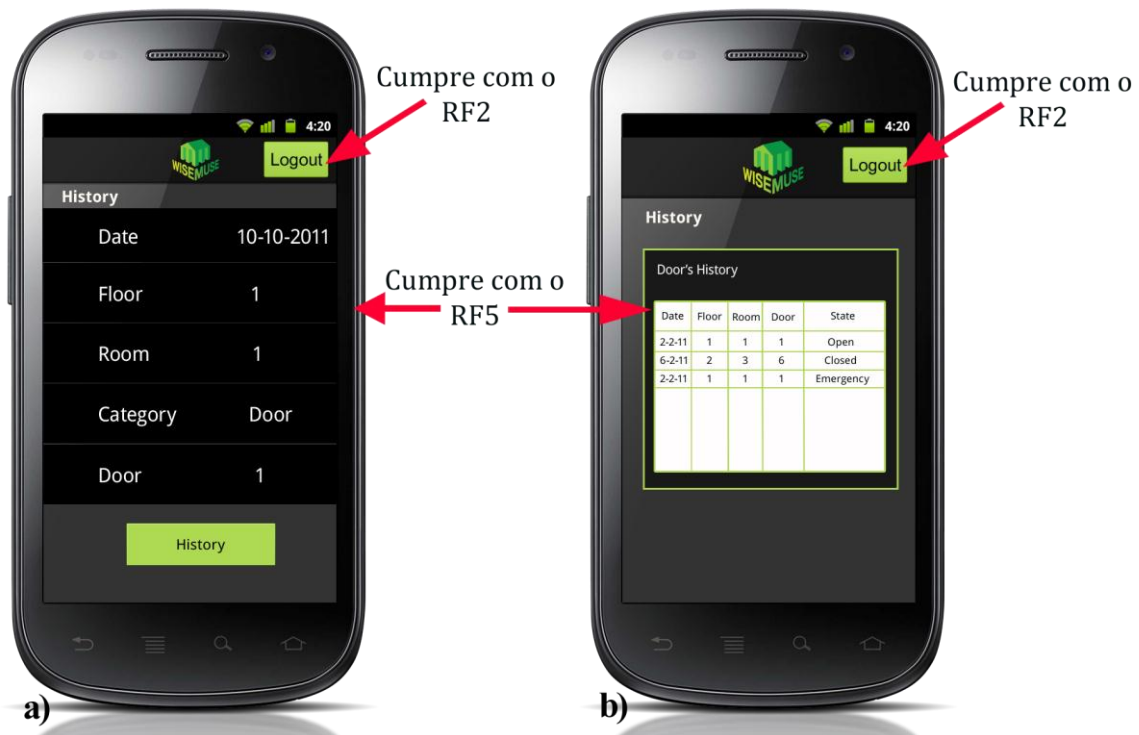 Cumpre com o
RF2
4:20
WISEMUSE
Logout
History
Date 10-10-2011
Floor 1
Room 1
Category Door
Door 1
History
a)
Cumpre com o
RF5
Cumpre com o
RF2
4:20
WISEMUSE
Logout
History
Door's History
Date Floor Room Door State
2-2-11 1 1 1 Open
6-2-11 2 3 6 Closed
2-2-11 1 1 1 Emergency
b)